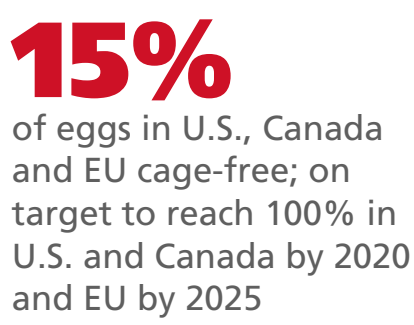 15%
of eggs in U.S., Canada
and EU cage-free; on
target to reach 100% in
U.S. and Canada by 2020
and EU by 2025